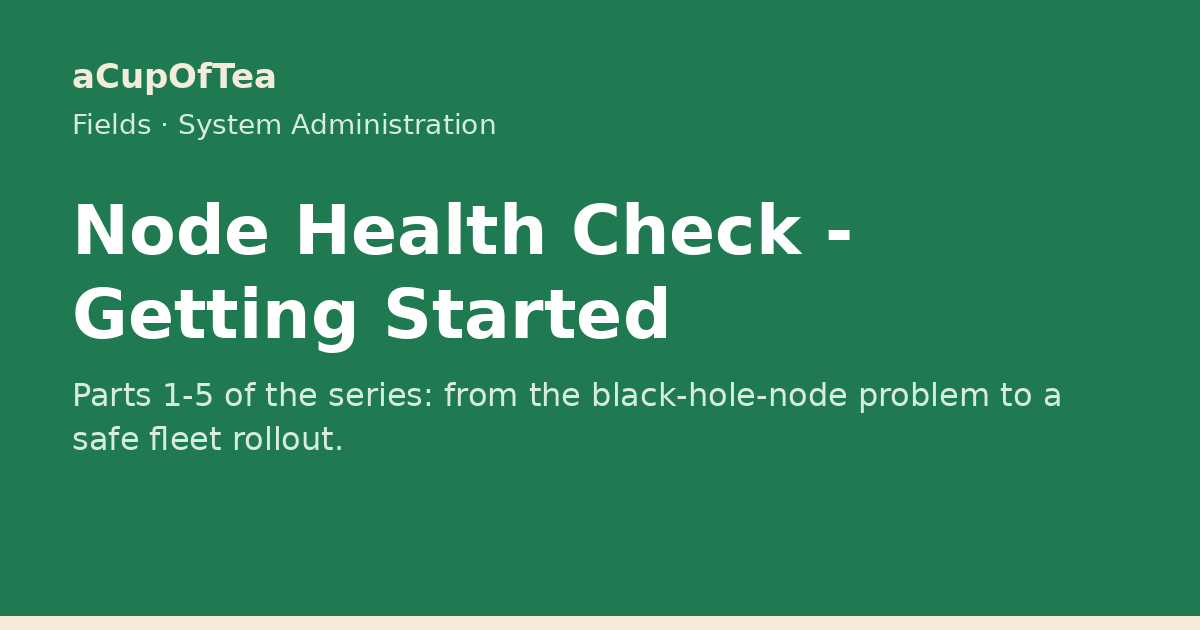 aCupOfTea
Fields · System Administration
Node Health Check -
Getting Started
Parts 1-5 of the series: from the black-hole-node problem to a
safe fleet rollout.